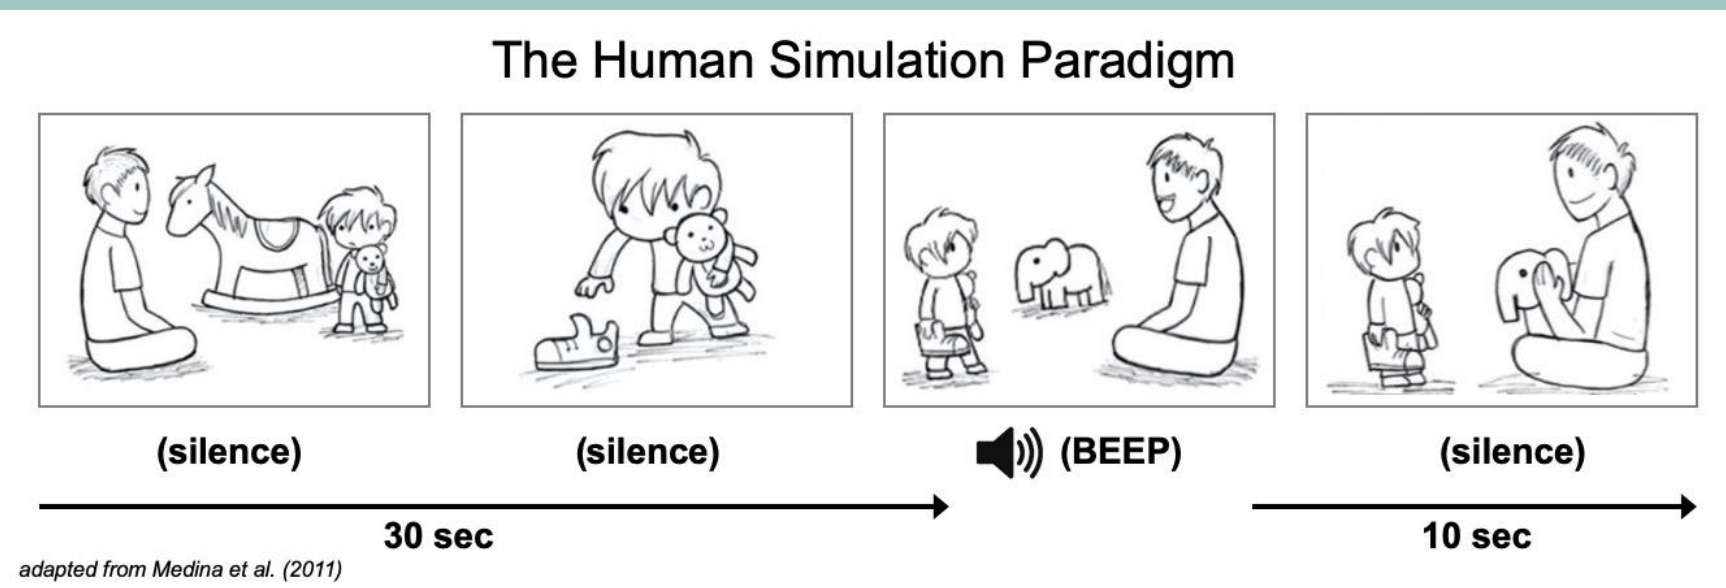 The Human Simulation Paradigm
(silence)
(silence)
(BEEP)
(silence)
30 sec
10 sec
adapted from Medina et al. (2011)